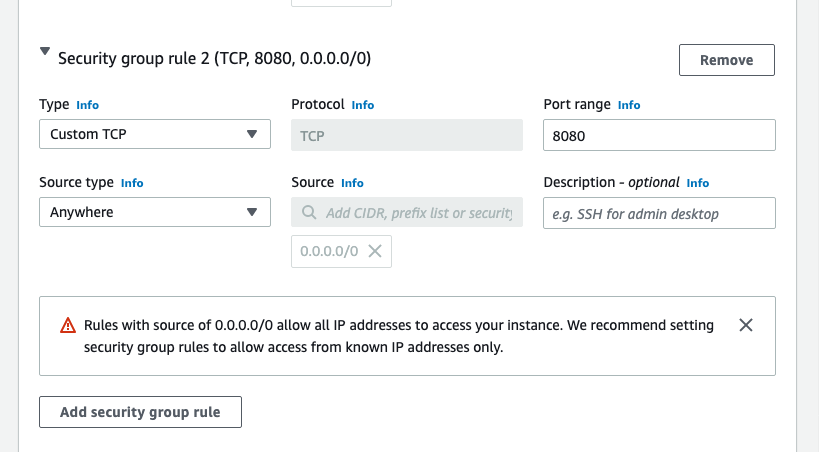 Security group rule 2 (TCP, 8080, 0.0.0.0/0)
Remove
Type Info
Protocol Info
Port range Info
Custom TCP
TCP
8080
Source type Info
Source Info
Description - optional Info
Anywhere
Add CIDR, prefix list or security
e.g. SSH for admin desktop
0.0.0.0/0
Rules with source of 0.0.0.0/0 allow all IP addresses to access your instance. We recommend setting
security group rules to allow access from known IP addresses only.
Add security group rule